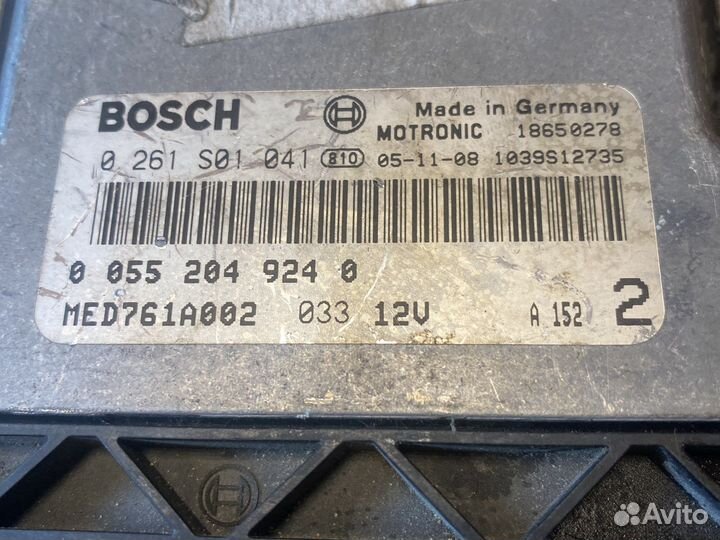 BOSCH
Made in Germany
MOTRONIC 18650278
0 261 S01 041 810 05-11-08 1039S12735
0 055 204 924 0
MED761A002 033 12V A 152 2
Avito